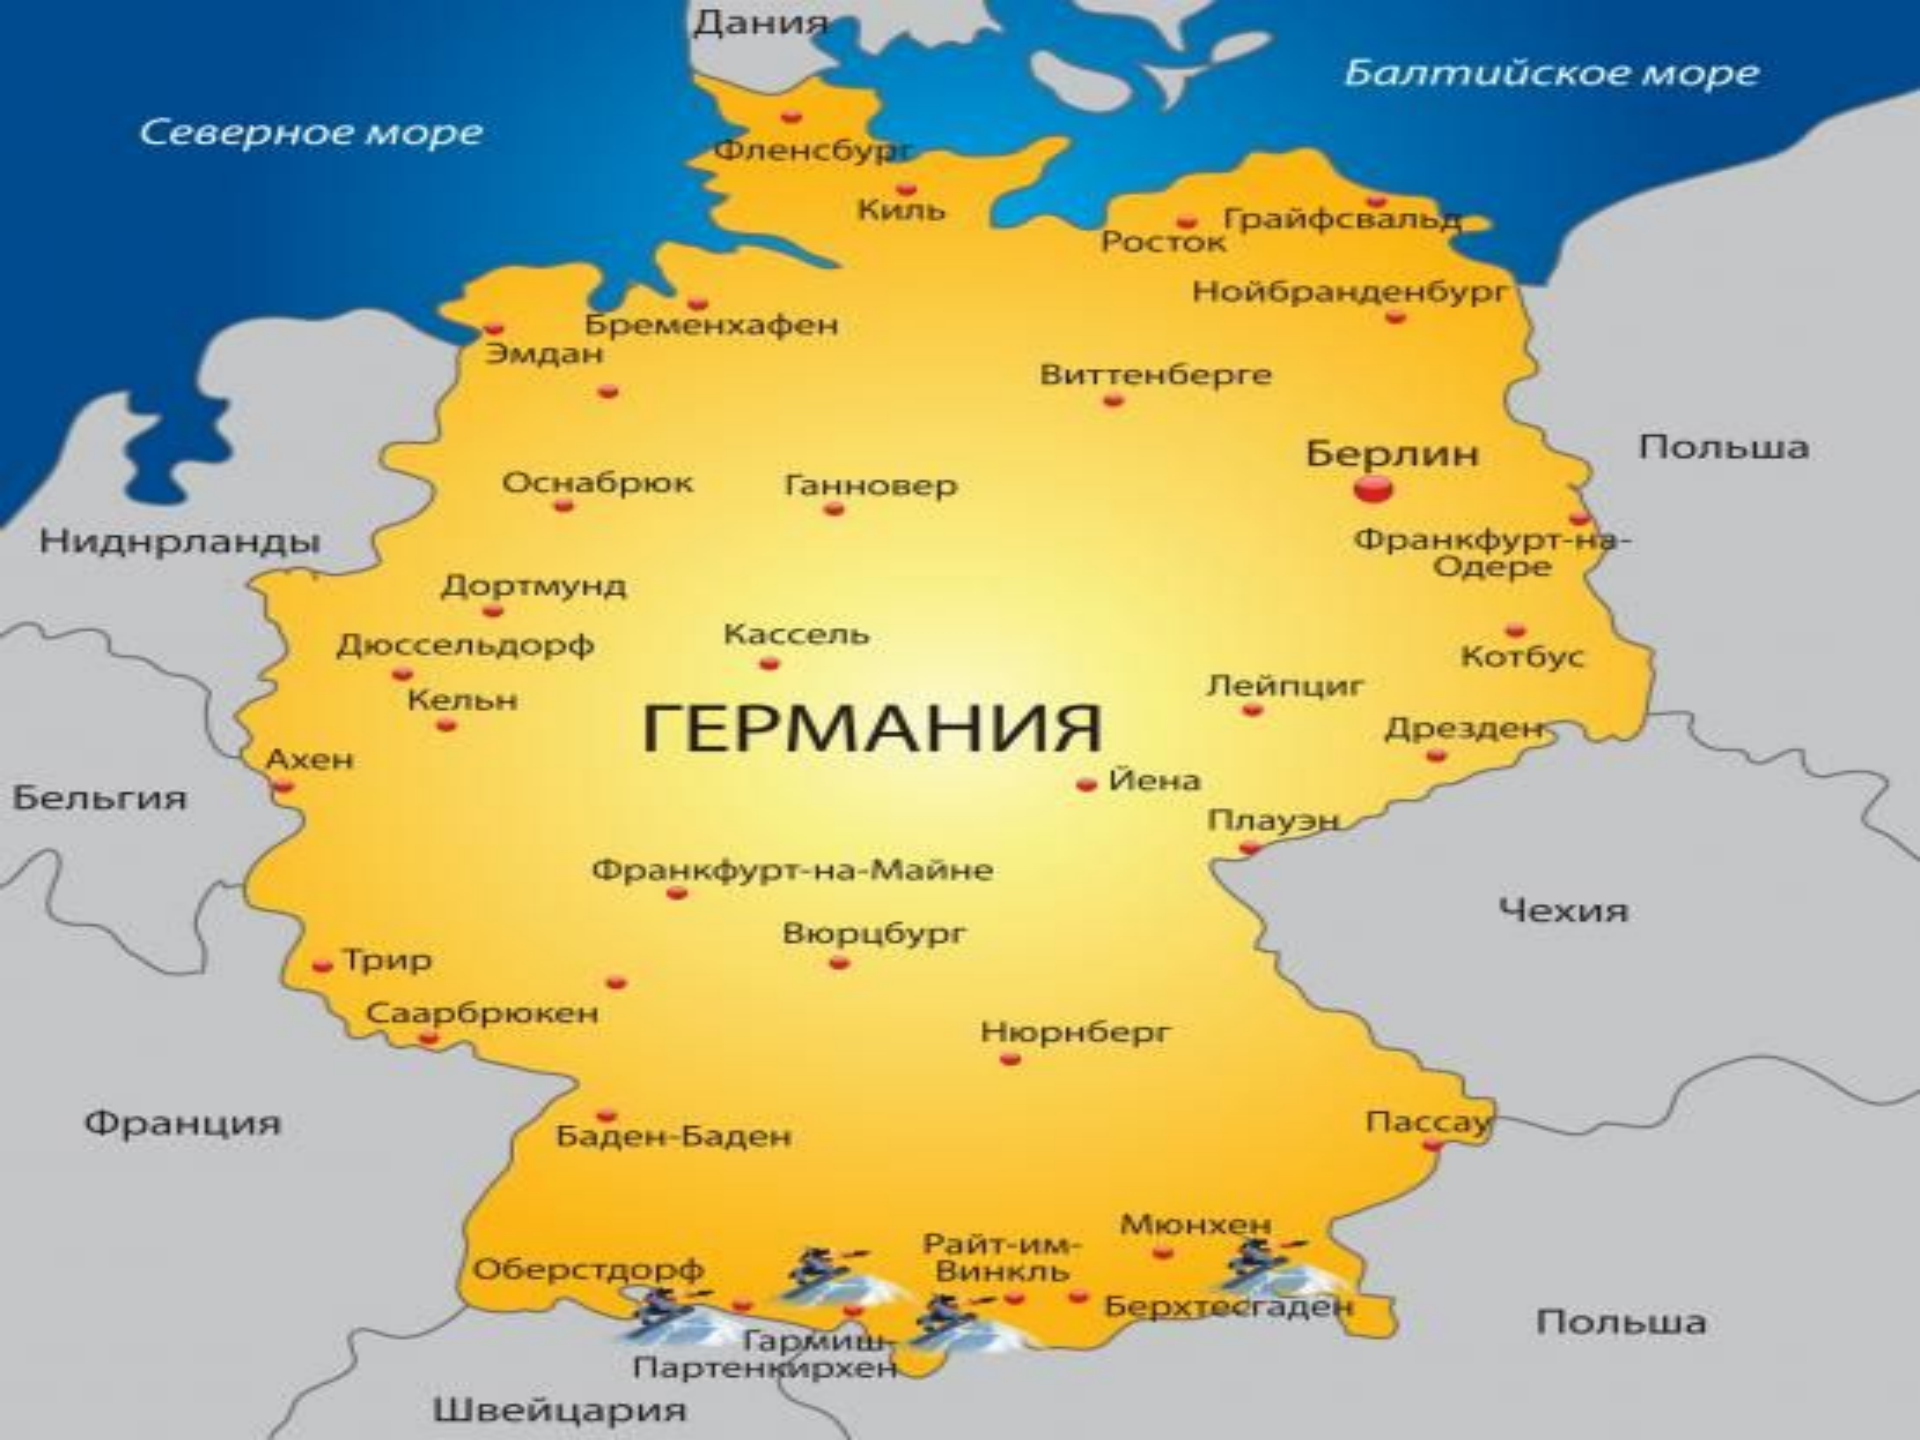 Дания
Балтийское море
Северное море
Фленсбург
Киль
Грайфсвальд
Росток
Нойбранденбург
Бременхафен
Эмдан
Виттенберге
Берлин
Польша
Оснабрюк
Ганновер
Ниднрланды
Франкфурт-на-
Одере
Дортмунд
Кассель
Дюссельдорф
Котбус
Лейпциг
Кельн
ГЕРМАНИЯ
Дрезден
Ахен
Йена
Бельгия
Плауэн
Франкфурт-на-Майне
Чехия
Вюрцбург
Трир
Саарбрюкен
Нюрнберг
Франция
Пассау
Баден-Баден
Мюнхен
Райт-им-
Винкль
Оберстдорф
Берхтесгаден
Польша
Гармиш-
Партенкирхен
Швейцария